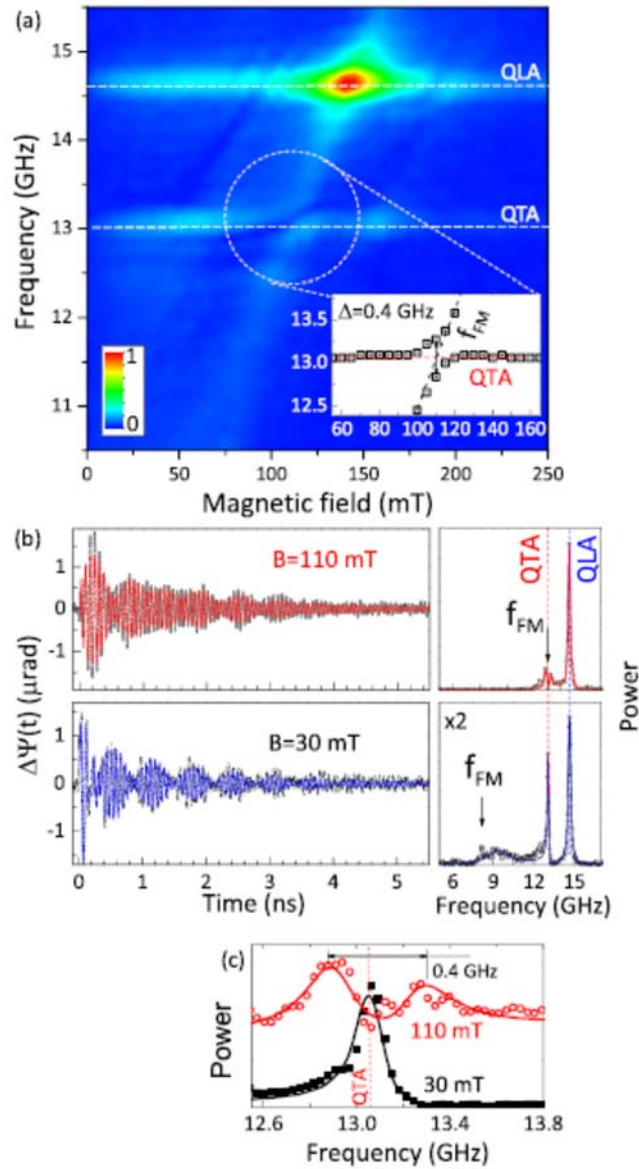 (a)
15
14
13
12
11
Frequency (GHz)
QLA
QTA
1
0
Δ=0.4 GHz
f_FM
QTA
13.5
13.0
12.5
60 80 100 120 140 160
0 50 100 150 200 250
Magnetic field (mT)
(b)
1
0
-1
B=110 mT
QTA
QLA
f_FM
1
0
-1
ΔΨ(t) (μrad)
B=30 mT
x2
f_FM
Power
0 1 2 3 4 5
Time (ns)
6 9 12 15
Frequency (GHz)
(c)
0.4 GHz
110 mT
30 mT
QTA
Power
12.6 13.0 13.4 13.8
Frequency (GHz)